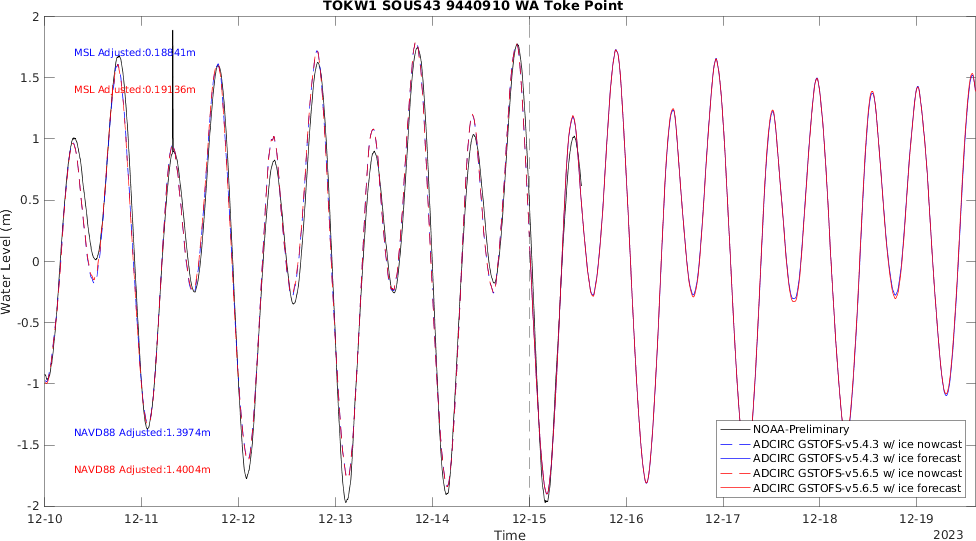 TOKW1 SOUS43 9440910 WA Toke Point
2
1.5
1
0.5
0
-0.5
-1
-1.5
-2
Water Level (m)
MSL Adjusted:0.18841m
MSL Adjusted:0.19136m
NAVD88 Adjusted:1.3974m
NAVD88 Adjusted:1.4004m
NOAA-Preliminary
ADCIRC GSTOFS-v5.4.3 w/ ice nowcast
ADCIRC GSTOFS-v5.4.3 w/ ice forecast
ADCIRC GSTOFS-v5.6.5 w/ ice nowcast
ADCIRC GSTOFS-v5.6.5 w/ ice forecast
12-10 12-11 12-12 12-13 12-14 12-15 12-16 12-17 12-18 12-19
Time
2023